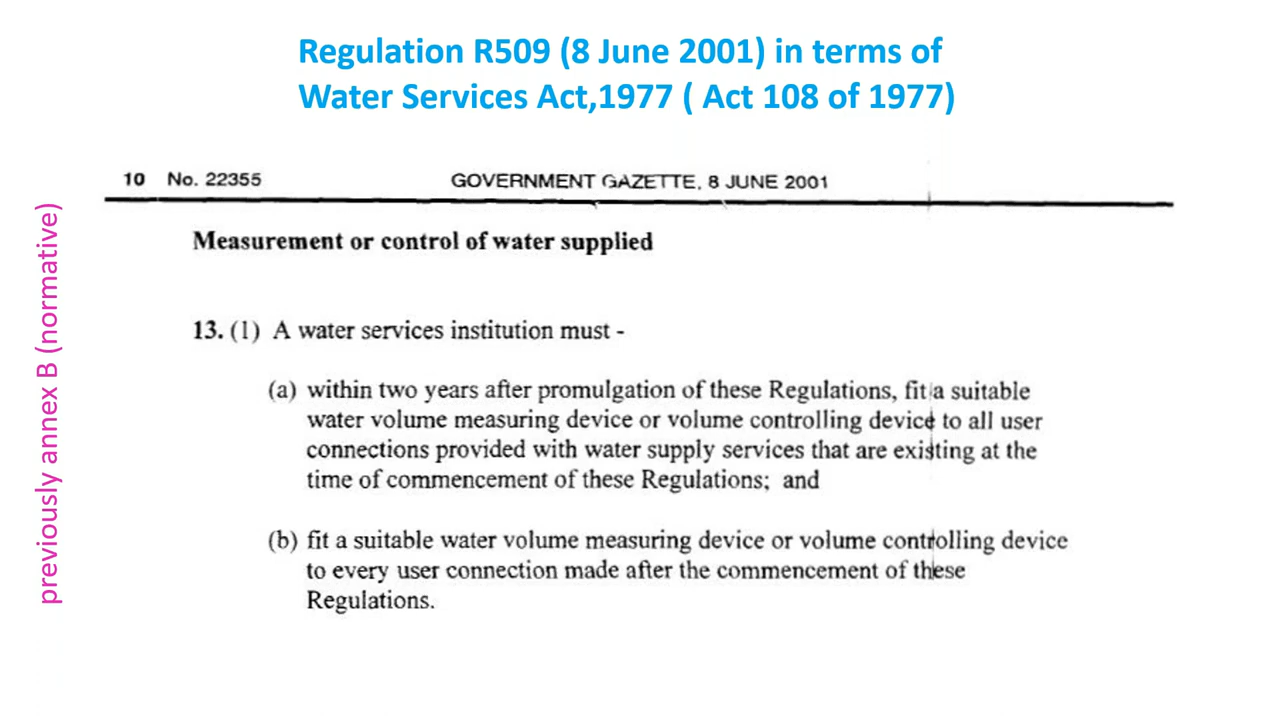 Regulation R509 (8 June 2001) in terms of
Water Services Act,1977 ( Act 108 of 1977)
10 No. 22355 GOVERNMENT GAZETTE, 8 JUNE 2001
previously annex B (normative)
Measurement or control of water supplied
13. (1) A water services institution must -
(a) within two years after promulgation of these Regulations, fit a suitable
water volume measuring device or volume controlling device to all user
connections provided with water supply services that are existing at the
time of commencement of these Regulations; and
(b) fit a suitable water volume measuring device or volume controlling device
to every user connection made after the commencement of these
Regulations.